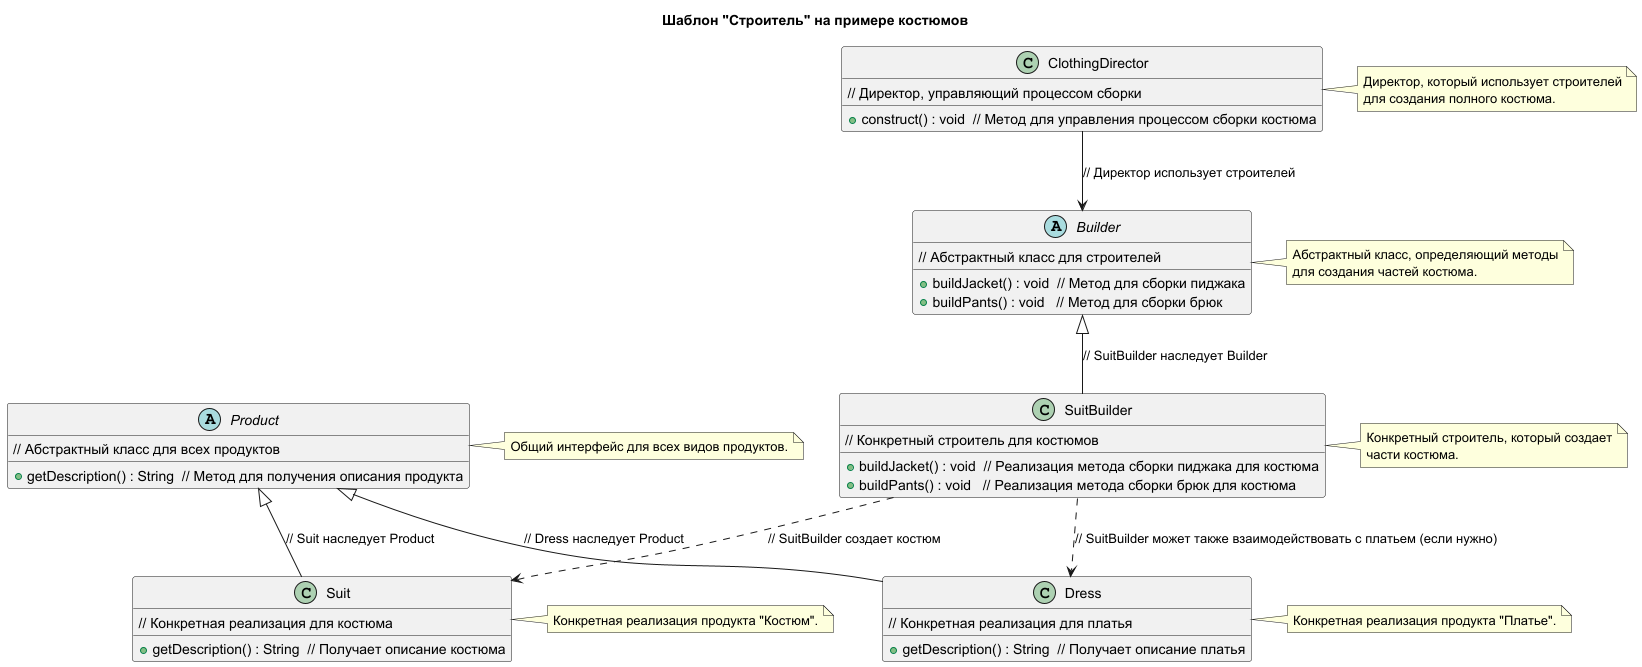 Шаблон "Строитель" на примере костюмов
C ClothingDirector
// Директор, управляющий процессом сборки
construct() : void  // Метод для управления процессом сборки костюма
Директор, который использует строителей
для создания полного костюма.
// Директор использует строителей
A Builder
// Абстрактный класс для строителей
buildJacket() : void  // Метод для сборки пиджака
buildPants() : void   // Метод для сборки брюк
Абстрактный класс, определяющий методы
для создания частей костюма.
// SuitBuilder наследует Builder
A Product
// Абстрактный класс для всех продуктов
getDescription() : String  // Метод для получения описания продукта
Общий интерфейс для всех видов продуктов.
C SuitBuilder
// Конкретный строитель для костюмов
buildJacket() : void  // Реализация метода сборки пиджака для костюма
buildPants() : void   // Реализация метода сборки брюк для костюма
Конкретный строитель, который создает
части костюма.
// Suit наследует Product
// Dress наследует Product
// SuitBuilder создает костюм
// SuitBuilder может также взаимодействовать с платьем (если нужно)
C Suit
// Конкретная реализация для костюма
getDescription() : String  // Получает описание костюма
Конкретная реализация продукта "Костюм".
C Dress
// Конкретная реализация для платья
getDescription() : String  // Получает описание платья
Конкретная реализация продукта "Платье".